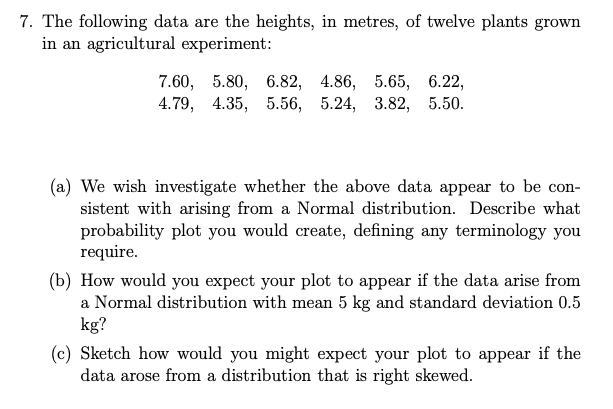 7. The following data are the heights, in metres, of twelve plants grown
in an agricultural experiment:
7.60, 5.80, 6.82, 4.86, 5.65, 6.22,
4.79, 4.35, 5.56, 5.24, 3.82, 5.50.
(a) We wish investigate whether the above data appear to be con-
sistent with arising from a Normal distribution. Describe what
probability plot you would create, defining any terminology you
require.
(b) How would you expect your plot to appear if the data arise from
a Normal distribution with mean 5 kg and standard deviation 0.5
kg?
(c) Sketch how would you might expect your plot to appear if the
data arose from a distribution that is right skewed.